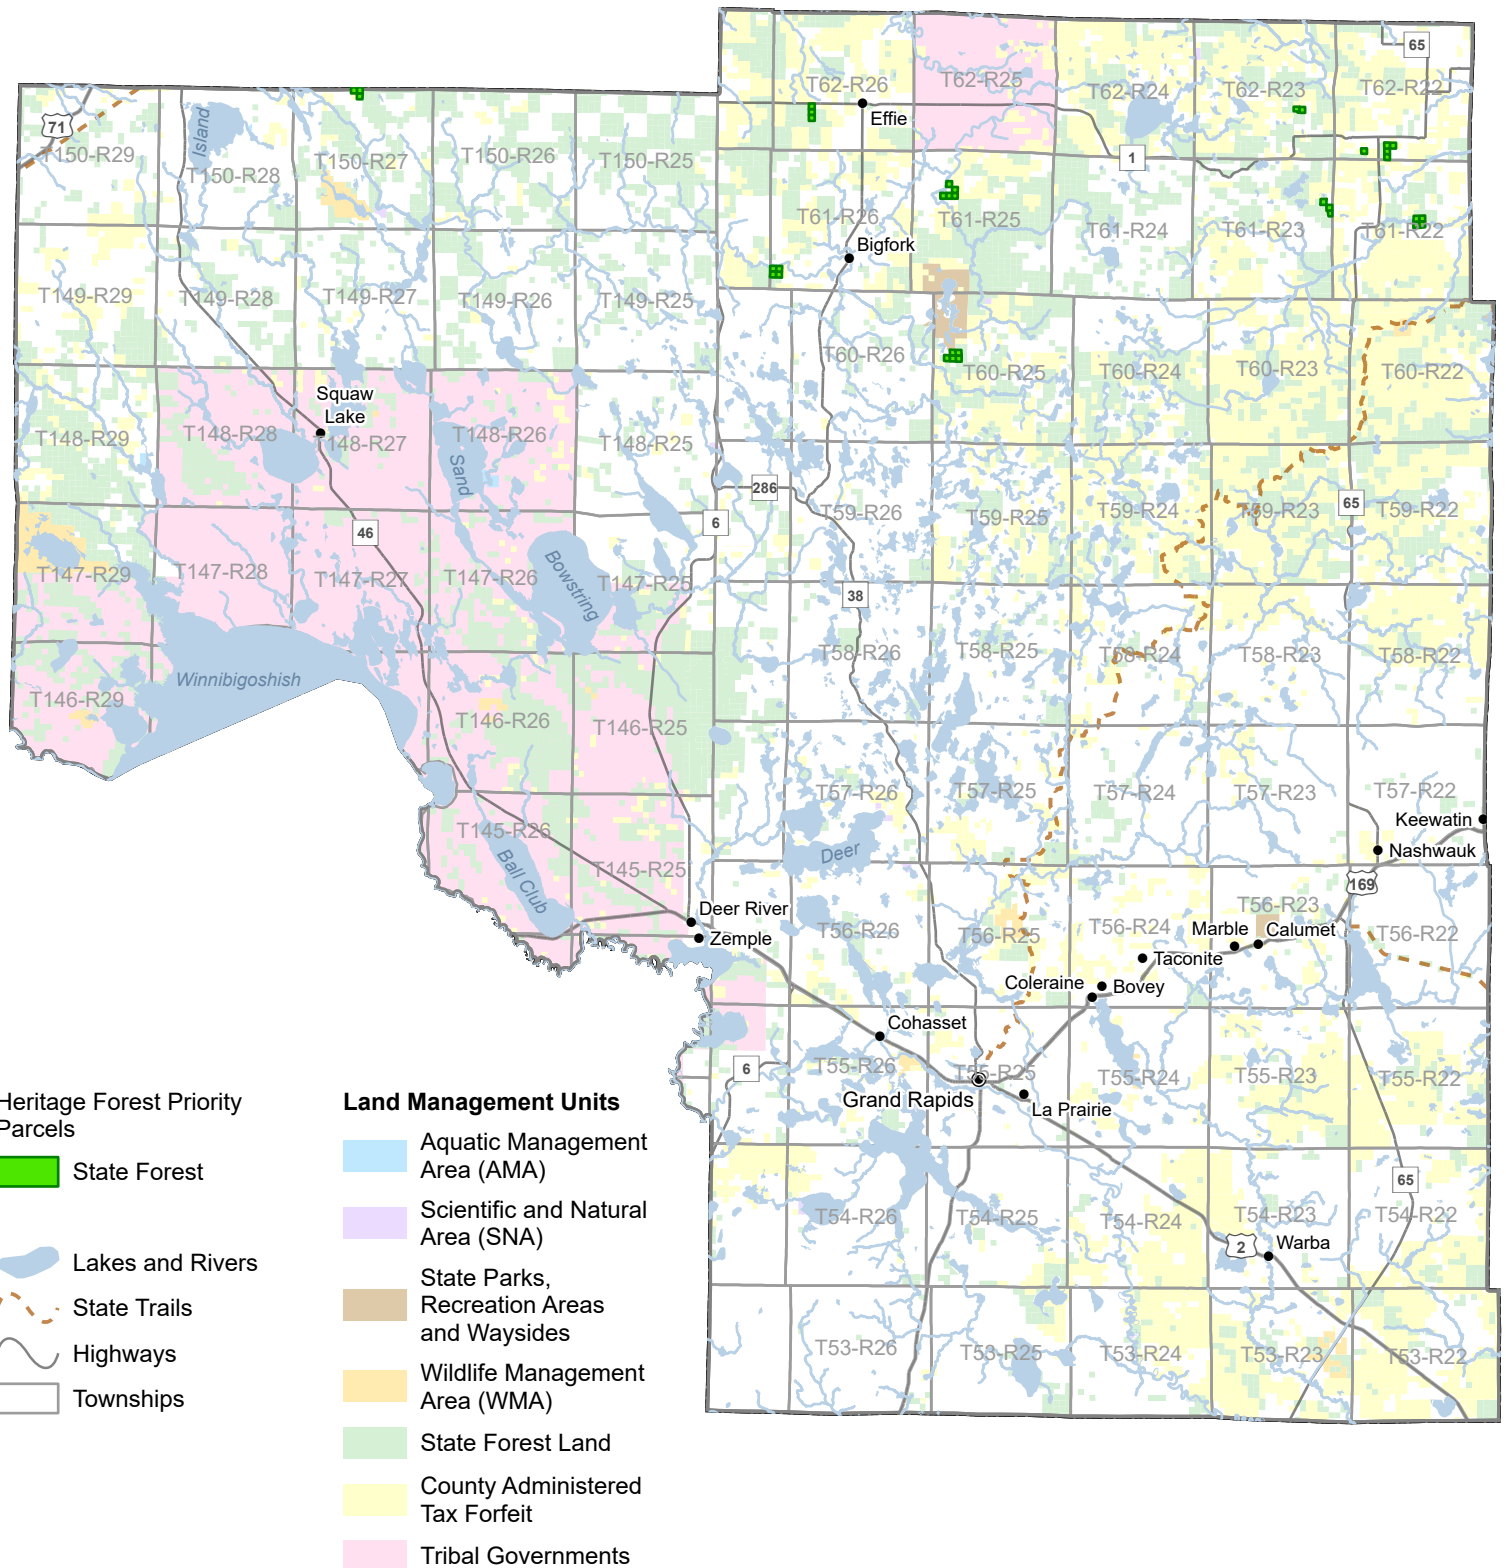 65
T62-R26
T62-R25
T62-R24
T62-R23
T62-R22
Effie
71
Island
T150-R29
T150-R28
T150-R27
T150-R26
T150-R25
1
T61-R26
T61-R25
T61-R24
T61-R23
T61-R22
Bigfork
T149-R29
T149-R28
T149-R27
T149-R26
T149-R25
T60-R26
T60-R25
T60-R24
T60-R23
T60-R22
Squaw
Lake
T148-R29
T148-R28
T148-R27
T148-R26
T148-R25
Sand
286
6
46
65
T59-R26
T59-R25
T59-R24
T59-R23
T59-R22
T147-R29
T147-R28
T147-R27
T147-R26
T147-R25
Bowstring
38
T58-R26
T58-R25
T58-R24
T58-R23
T58-R22
Winnibigoshish
T146-R29
T146-R26
T146-R25
T57-R26
T57-R25
T57-R24
T57-R23
T57-R22
Keewatin
Nashwauk
T145-R26
T145-R25
Ball Club
Deer
169
Deer River
Zemple
T56-R26
T56-R25
T56-R24
T56-R23
T56-R22
Marble
Calumet
Taconite
Coleraine
Bovey
Cohasset
6
T55-R26
T55-R25
T55-R24
T55-R23
T55-R22
Grand Rapids
La Prairie
65
T54-R26
T54-R25
T54-R24
T54-R23
T54-R22
2
Warba
T53-R26
T53-R25
T53-R24
T53-R23
T53-R22
Heritage Forest Priority
Parcels
State Forest
Lakes and Rivers
State Trails
Highways
Townships
Land Management Units
Aquatic Management
Area (AMA)
Scientific and Natural
Area (SNA)
State Parks,
Recreation Areas
and Waysides
Wildlife Management
Area (WMA)
State Forest Land
County Administered
Tax Forfeit
Tribal Governments